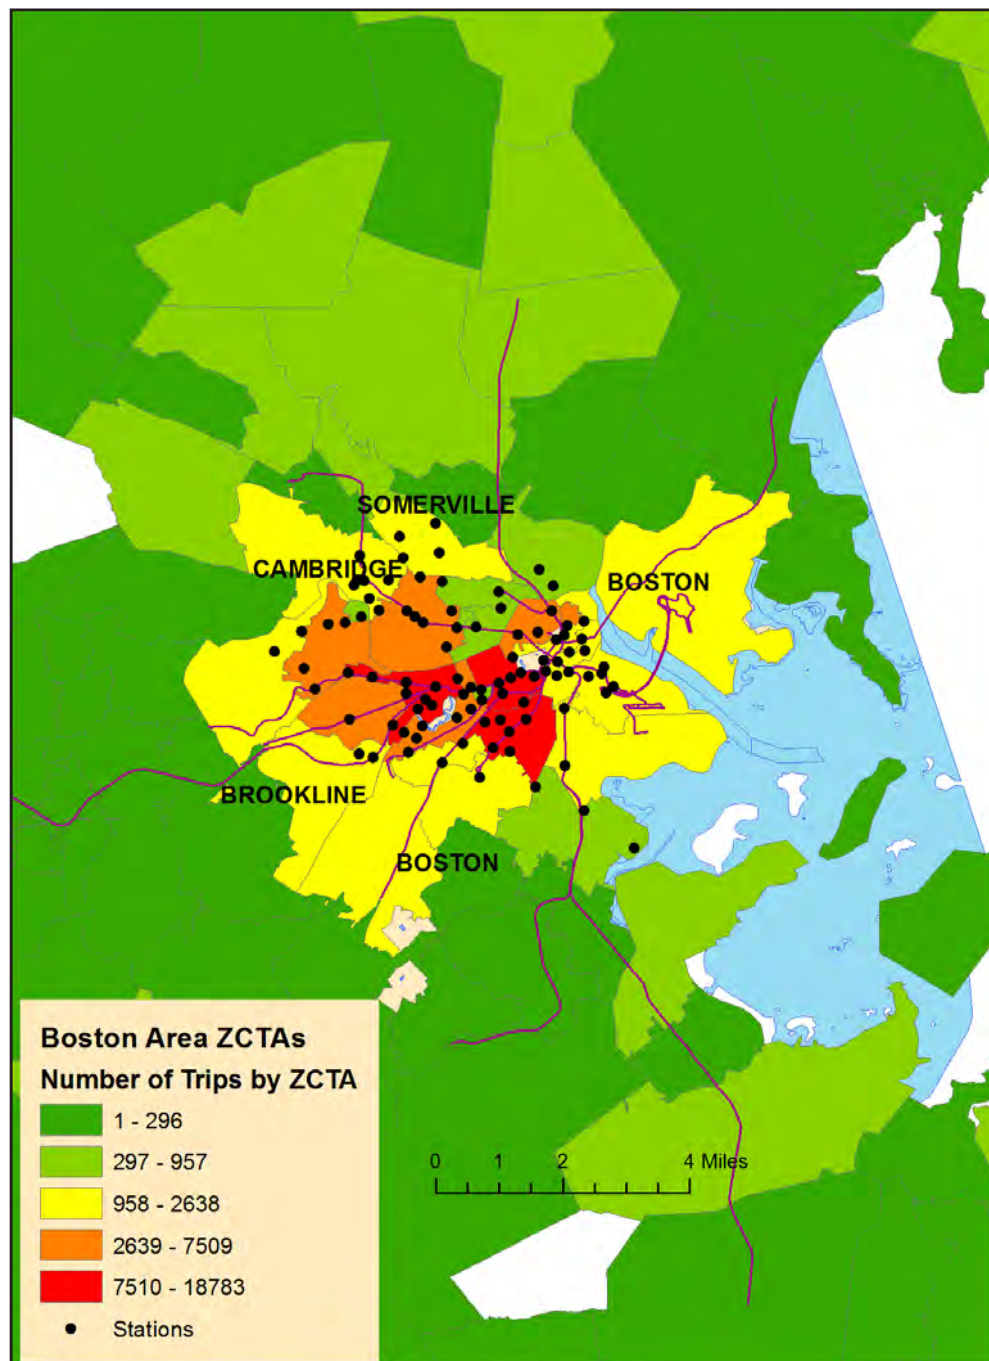 SOMERVILLE
CAMBRIDGE
BOSTON
BROOKLINE
BOSTON
Boston Area ZCTAs
Number of Trips by ZCTA
1 - 296
297 - 957
958 - 2638
2639 - 7509
7510 - 18783
Stations
0 1 2 4 Miles